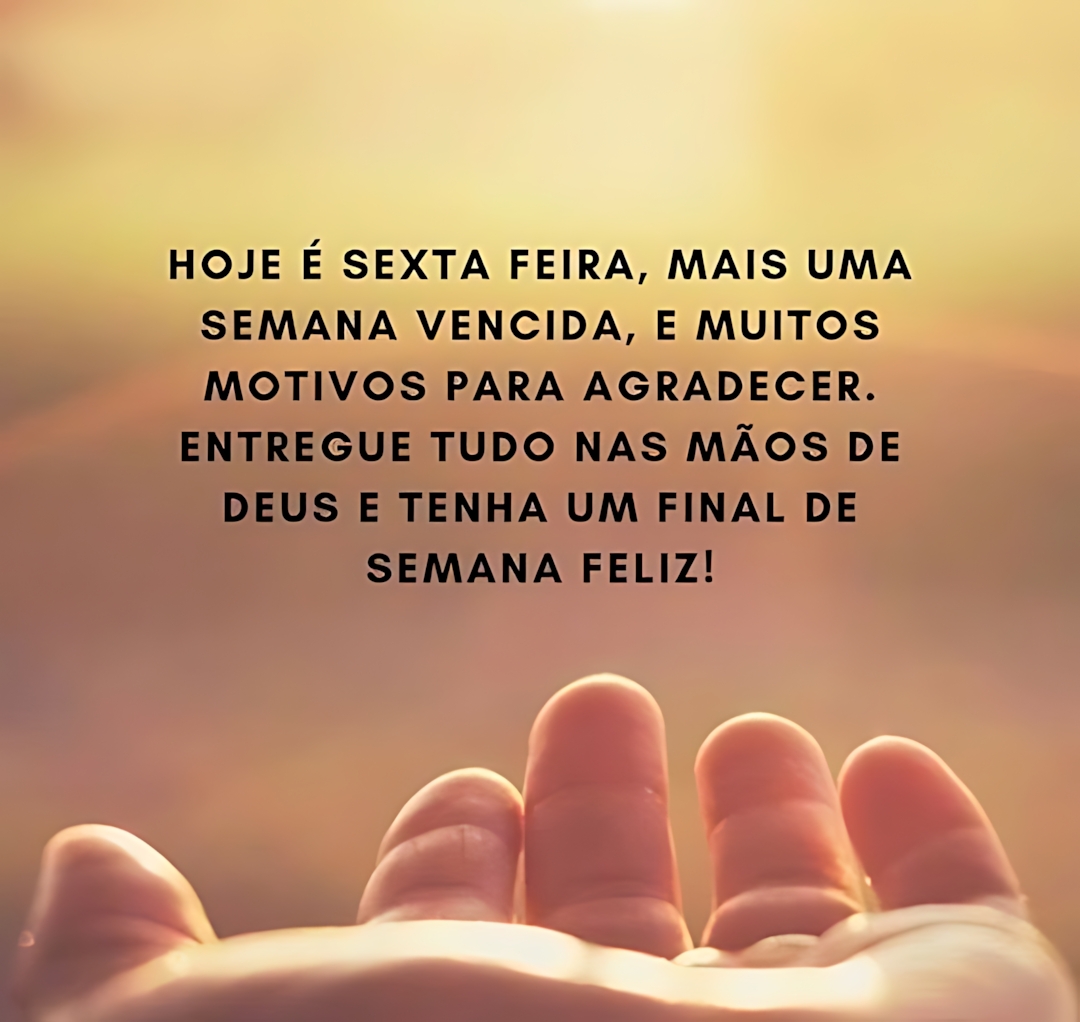 HOJE É SEXTA FEIRA, MAIS UMA
SEMANA VENCIDA, E MUITOS
MOTIVOS PARA AGRADECER.
ENTREGUE TUDO NAS MÃOS DE
DEUS E TENHA UM FINAL DE
SEMANA FELIZ!